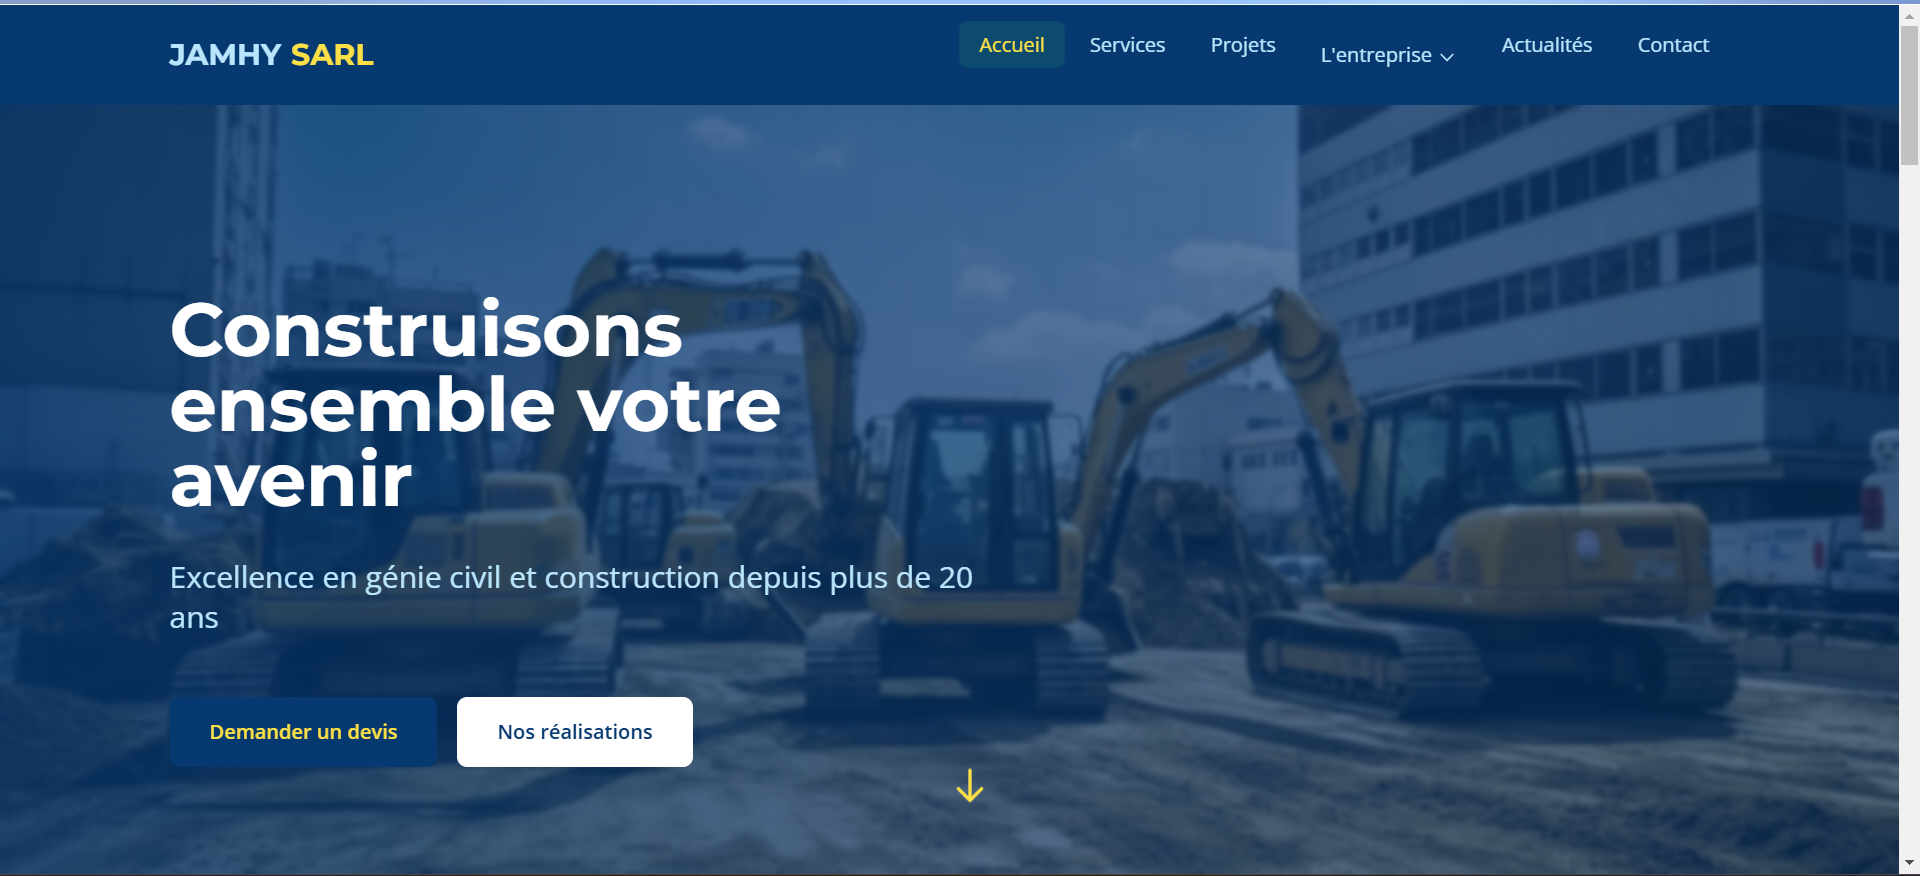 JAMHY SARL
Accueil Services Projets L'entreprise Actualités Contact
Construisons
ensemble votre
avenir
Excellence en génie civil et construction depuis plus de 20
ans
Demander un devis Nos réalisations